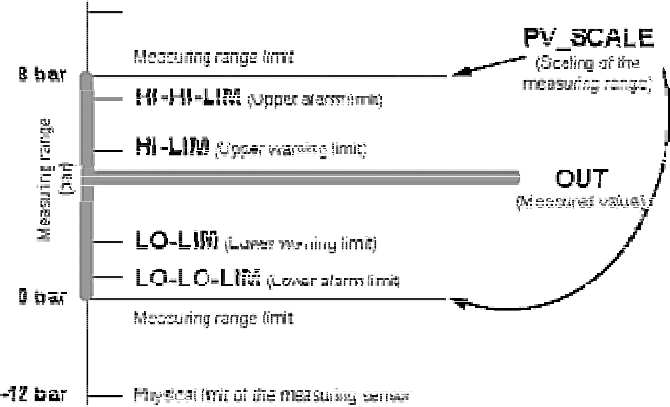 Measuring range limit
8 bar
PV_SCALE
(Scaling of the
measuring range)
HI-HI-LIM (Upper alarm limit)
HI-LIM (Upper warning limit)
Measuring range
(bar)
OUT
(Measured value)
LO-LIM (Lower warning limit)
LO-LO-LIM (Lower alarm limit)
0 bar
Measuring range limit
Physical limit of the measuring sensor